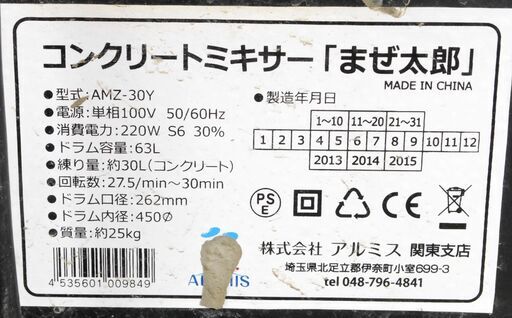 コンクリートミキサー「まぜ太郎」
MADE IN CHINA
●型式：AMZ-30Y
●電源：単相100V 50/60Hz
●消費電力：220W S6 30%
●ドラム容量：63L
●練り量：約30L（コンクリート）
●回転数：27.5/min～30min
●ドラム口径：262mm
●ドラム内径：450Φ
●質量：約25kg
●製造年月日
1～10 11～20 21～31
1 2 3 4 5 6 7 8 9 10 11 12
2013 2014 2015
PS E
CE
株式会社 アルミス 関東支店
埼玉県北足立郡伊奈町小室699-3
tel 048-796-4841
4 535601 009849